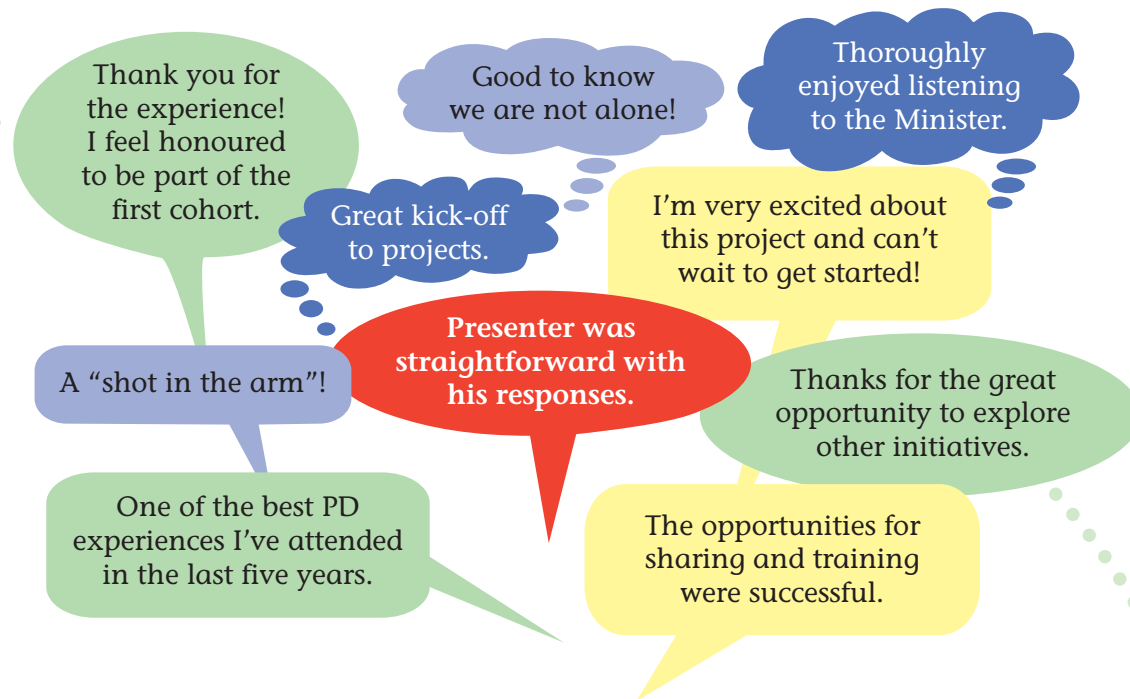 Thank you for
the experience!
I feel honoured
to be part of the
first cohort.
Good to know
we are not alone!
Thoroughly
enjoyed listening
to the Minister.
Great kick-off
to projects.
I'm very excited about
this project and can't
wait to get started!
Presenter was
straightforward with
his responses.
A “shot in the arm”!
Thanks for the great
opportunity to explore
other initiatives.
One of the best PD
experiences I've attended
in the last five years.
The opportunities for
sharing and training
were successful.